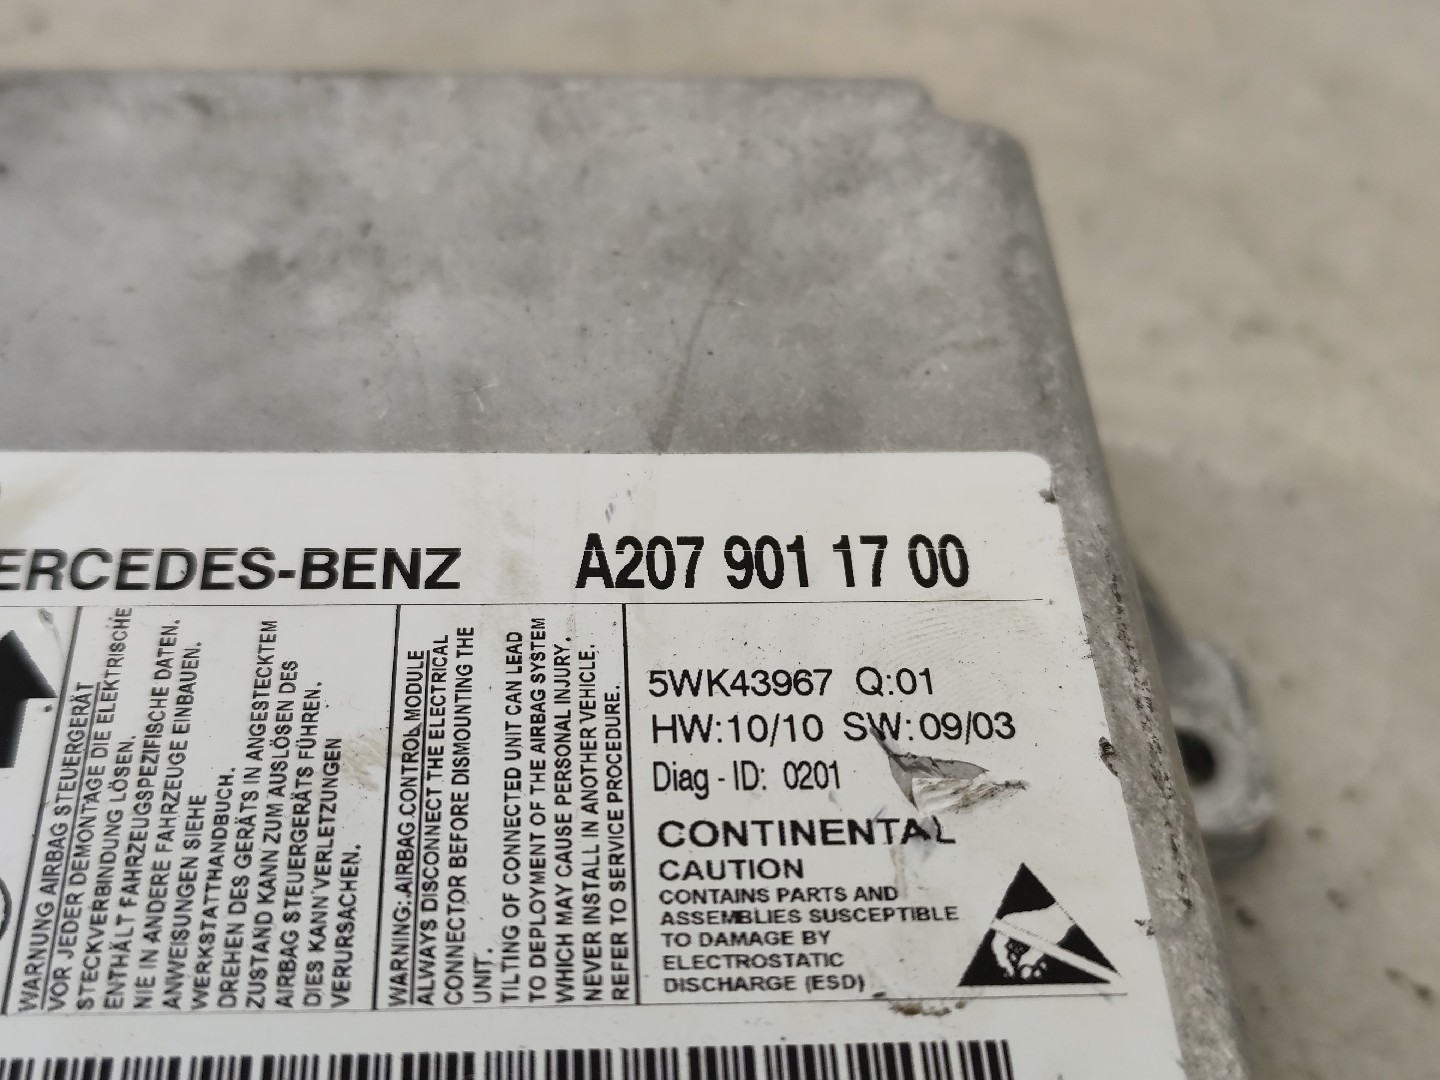 ERCEDES-BENZ A207 901 17 00
WARNUNG AIRBAG STEUERGERÄT
VOR JEDER DEMONTAGE DIE ELEKTRISCHE
STECKVERBINDUNG LÖSEN.
ENTHÄLT FAHRZEUGSPEZIFISCHE DATEN.
NIE IN ANDERE FAHRZEUGE EINBAUEN.
ANWEISUNGEN SIEHE
WERKSTATTHANDBUCH.
DREHEN DES GERÄTS IN ANGESTECKTEM
ZUSTAND KANN ZUM AUSLÖSEN DES
AIRBAG STEUERGERÄTS FÜHREN.
DIES KANN VERLETZUNGEN
VERURSACHEN.
WARNING: AIRBAG CONTROL MODULE
ALWAYS DISCONNECT THE ELECTRICAL
CONNECTOR BEFORE DISMOUNTING THE
UNIT.
TILTING OF CONNECTED UNIT CAN LEAD
TO DEPLOYMENT OF THE AIRBAG SYSTEM
WHICH MAY CAUSE PERSONAL INJURY.
NEVER INSTALL IN ANOTHER VEHICLE.
REFER TO SERVICE PROCEDURE.
5WK43967 Q:01
HW:10/10 SW:09/03
Diag - ID: 0201
CONTINENTAL
CAUTION
CONTAINS PARTS AND
ASSEMBLIES SUSCEPTIBLE
TO DAMAGE BY
ELECTROSTATIC
DISCHARGE (ESD)